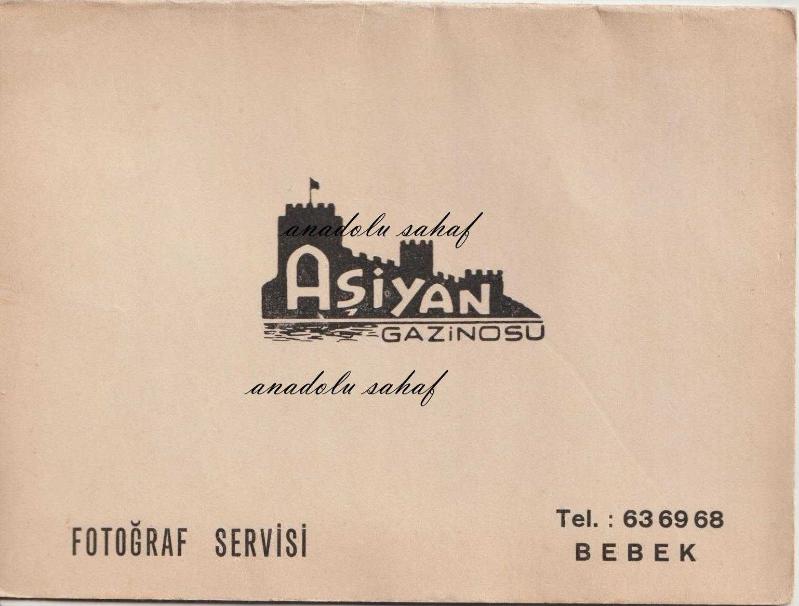 anadolu sahaf
AŞiYAN
GAZiNOSU
anadolu sahaf
FOTOĞRAF SERVİSİ
Tel. : 63 69 68
BEBEK